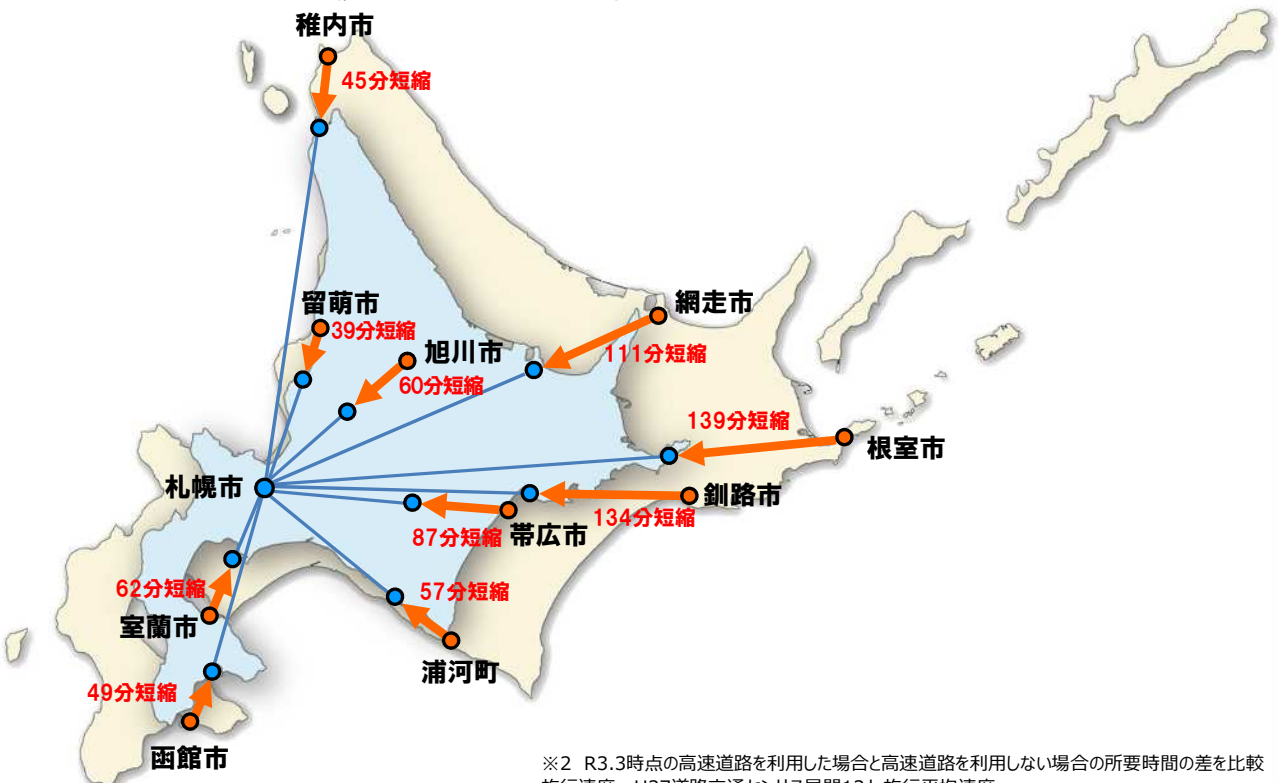 稚内市
45分短縮
留萌市
39分短縮
旭川市
60分短縮
網走市
111分短縮
139分短縮
根室市
札幌市
釧路市
134分短縮
帯広市
87分短縮
57分短縮
62分短縮
室蘭市
浦河町
49分短縮
函館市
※2 R3.3時点の高速道路を利用した場合と高速道路を利用しない場合の所要時間の差を比較